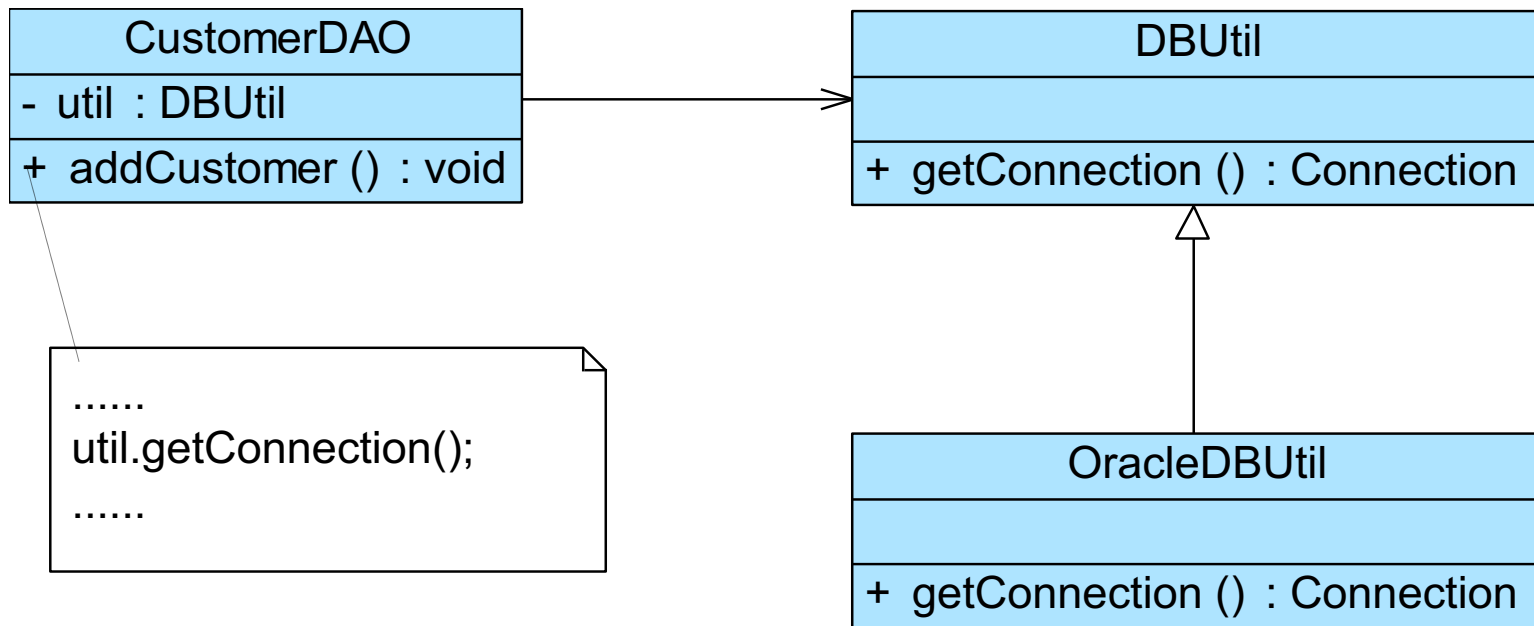 CustomerDAO
- util : DBUtil
+ addCustomer () : void
DBUtil
+ getConnection () : Connection
......
util.getConnection();
......
OracleDBUtil
+ getConnection () : Connection